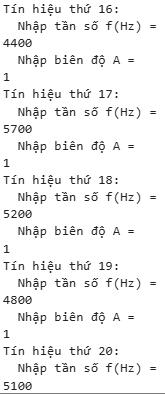 Tín hiệu thứ 16:
Nhập tần số f(Hz) =
4400
Nhập biên độ A =
1
Tín hiệu thứ 17:
Nhập tần số f(Hz) =
5700
Nhập biên độ A =
1
Tín hiệu thứ 18:
Nhập tần số f(Hz) =
5200
Nhập biên độ A =
1
Tín hiệu thứ 19:
Nhập tần số f(Hz) =
4800
Nhập biên độ A =
1
Tín hiệu thứ 20:
Nhập tần số f(Hz) =
5100